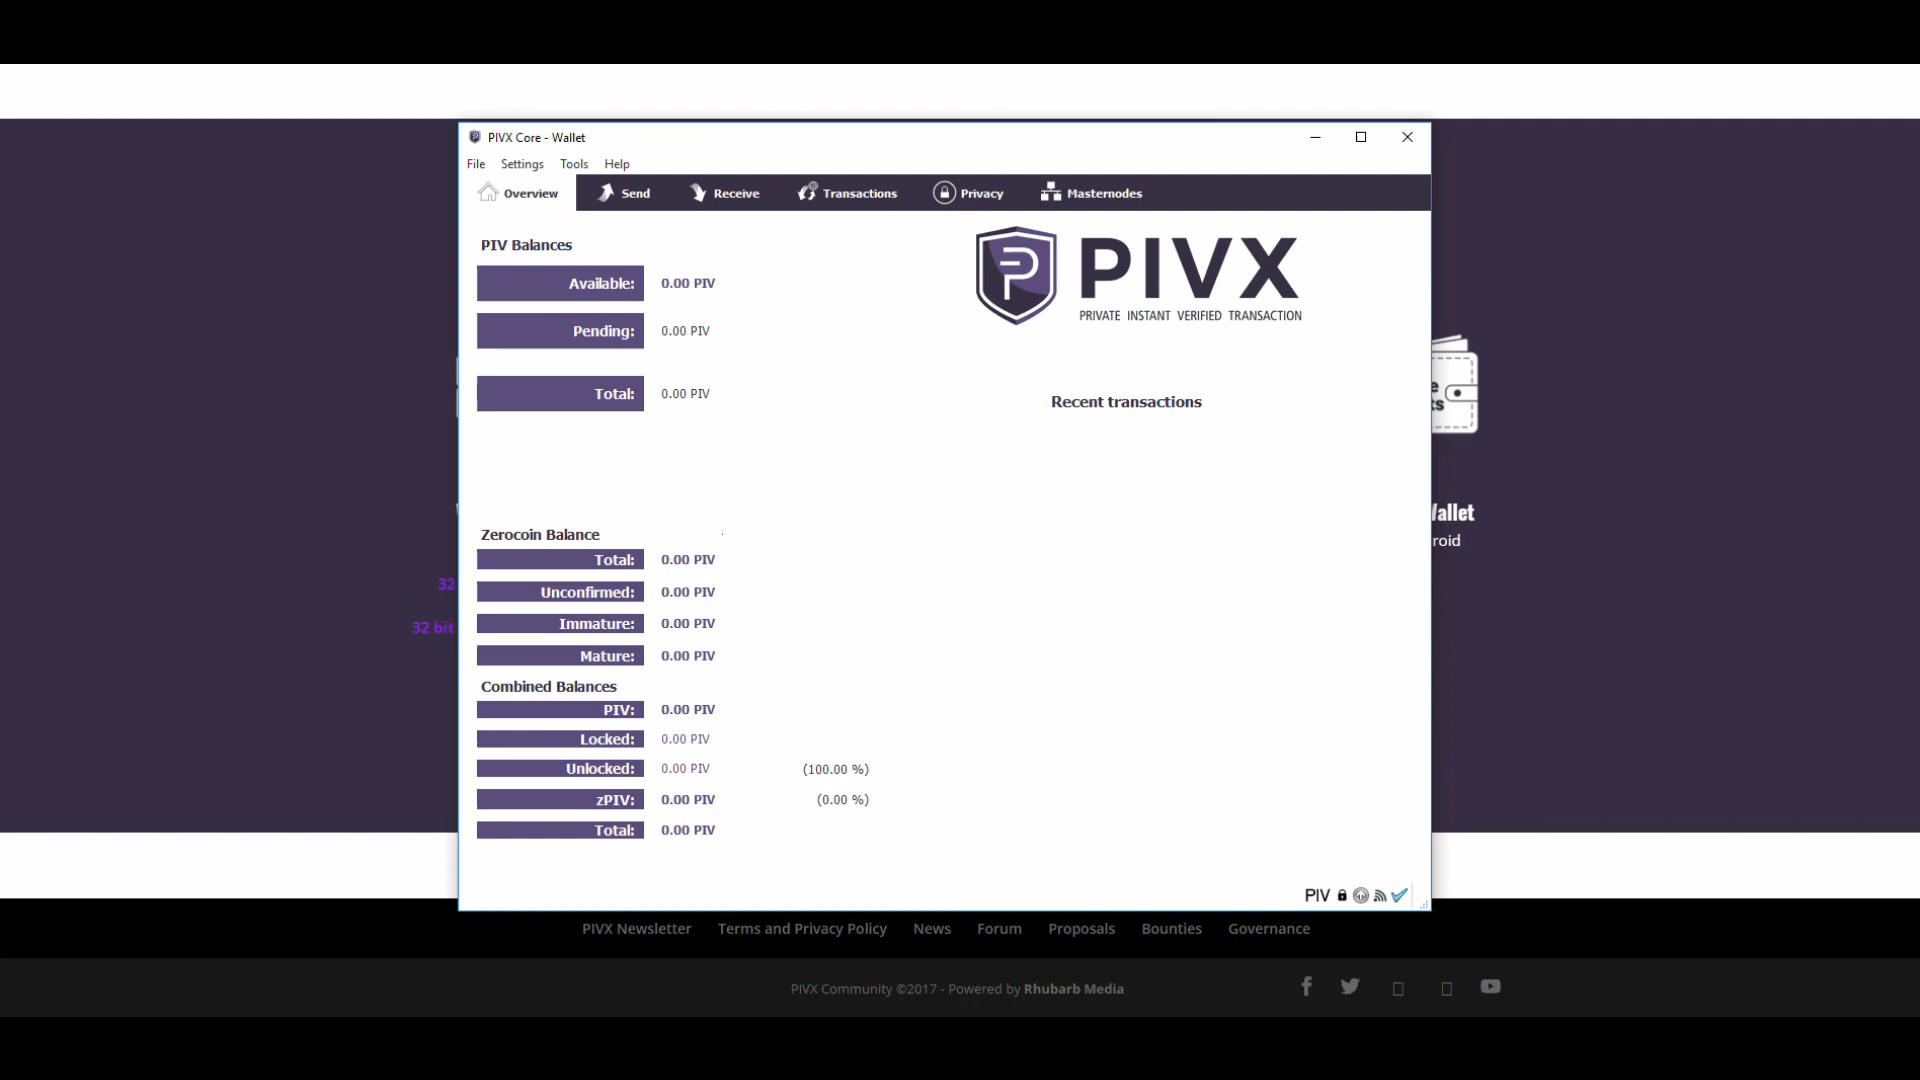 PIVX Core - Wallet
File Settings Tools Help
Overview Send Receive Transactions Privacy Masternodes
PIV Balances
Available: 0.00 PIV
Pending: 0.00 PIV
Total: 0.00 PIV
PIVX
PRIVATE INSTANT VERIFIED TRANSACTION
Recent transactions
Zerocoin Balance
Total: 0.00 PIV
Unconfirmed: 0.00 PIV
Immature: 0.00 PIV
Mature: 0.00 PIV
Combined Balances
PIV: 0.00 PIV
Locked: 0.00 PIV
Unlocked: 0.00 PIV (100.00 %)
zPIV: 0.00 PIV (0.00 %)
Total: 0.00 PIV
PIV
32
32 bit
PIVX Newsletter Terms and Privacy Policy News Forum Proposals Bounties Governance
PIVX Community ©2017 - Powered by Rhubarb Media